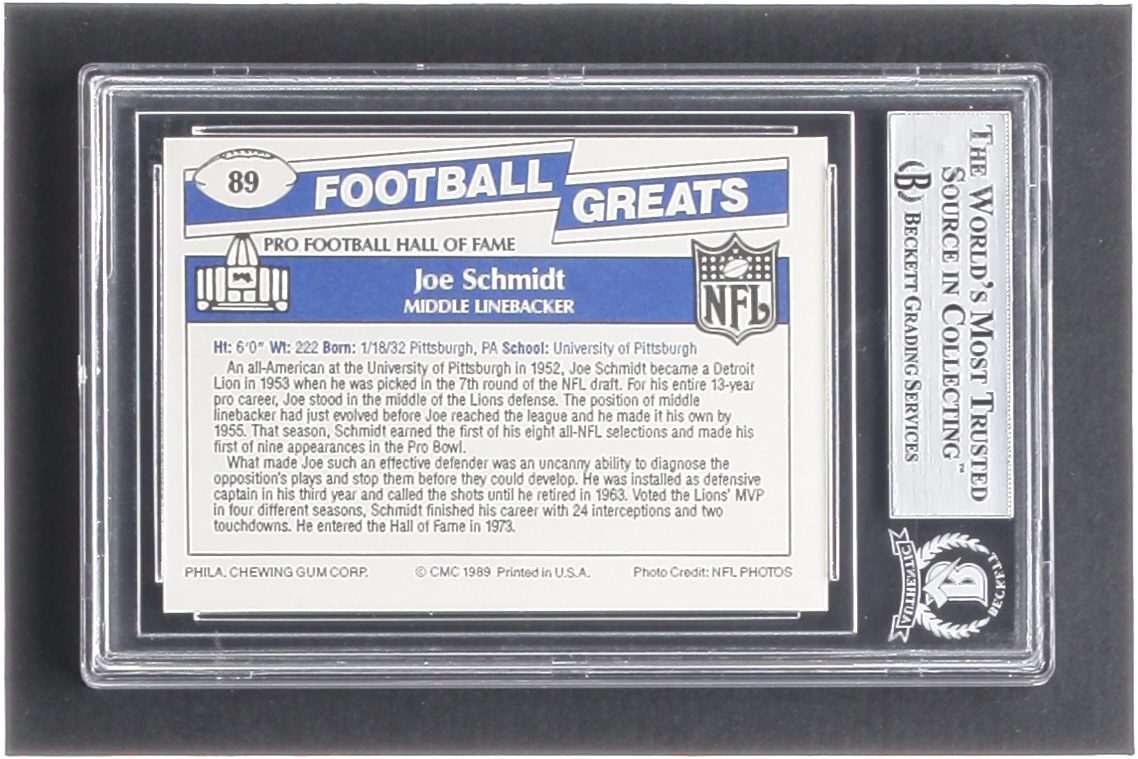 89
FOOTBALL
GREATS
PRO FOOTBALL HALL OF FAME
Joe Schmidt
MIDDLE LINEBACKER
NFL
Ht: 6'0" Wt: 222 Born: 1/18/32 Pittsburgh, PA School: University of Pittsburgh
An all-American at the University of Pittsburgh in 1952, Joe Schmidt became a Detroit
Lion in 1953 when he was picked in the 7th round of the NFL draft. For his entire 13-year
pro career, Joe stood in the middle of the Lions defense. The position of middle
linebacker had just evolved before Joe reached the league and he made it his own by
1955. That season, Schmidt earned the first of his eight all-NFL selections and made his
first of nine appearances in the Pro Bowl.
What made Joe such an effective defender was an uncanny ability to diagnose the
opposition's plays and stop them before they could develop. He was installed as defensive
captain in his third year and called the shots until he retired in 1963. Voted the Lions' MVP
in four different seasons, Schmidt finished his career with 24 interceptions and two
touchdowns. He entered the Hall of Fame in 1973.
PHILA. CHEWING GUM CORP. © CMC 1989 Printed in U.S.A. Photo Credit: NFL PHOTOS
THE WORLD'S MOST TRUSTED
SOURCE IN COLLECTING™
B BECKETT GRADING SERVICES
AUTHENTIC B BECKETT